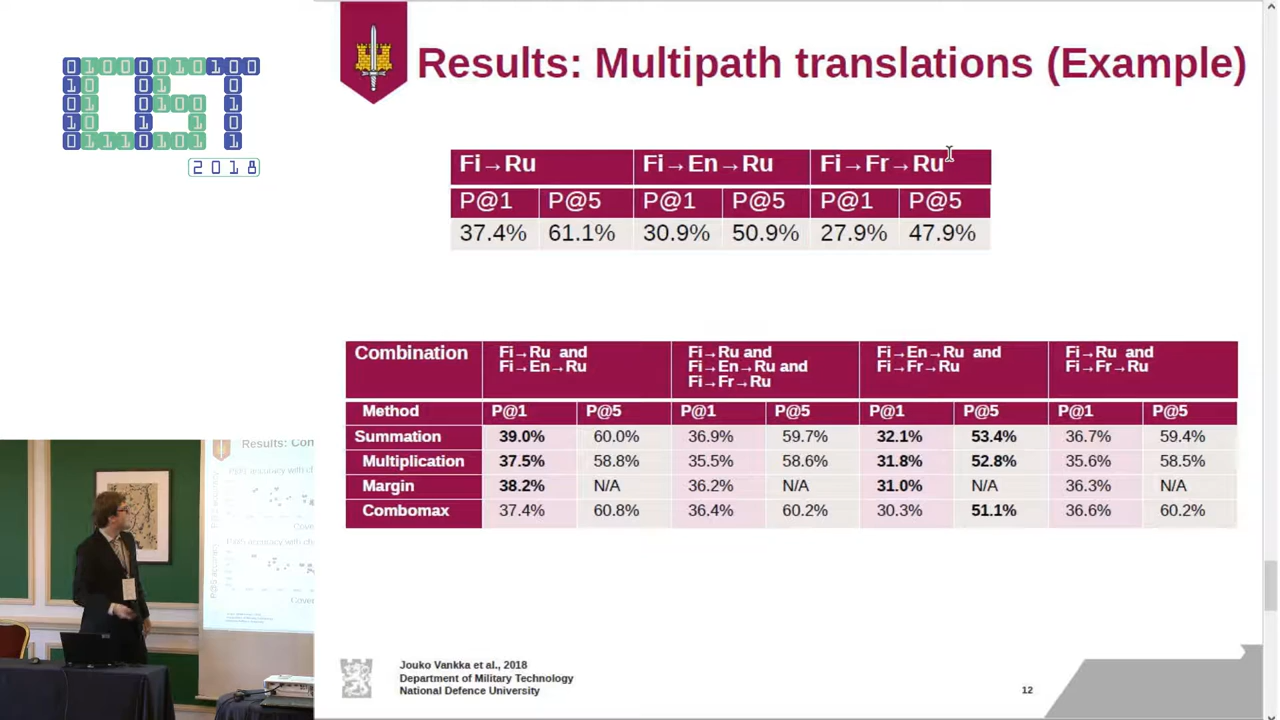 2018
Results: Multipath translations (Example)
Fi→Ru Fi→En→Ru Fi→Fr→Ru
P@1 P@5 P@1 P@5 P@1 P@5
37.4% 61.1% 30.9% 50.9% 27.9% 47.9%
Combination Fi→Ru and Fi→En→Ru Fi→Ru and Fi→En→Ru and Fi→Fr→Ru Fi→En→Ru and Fi→Fr→Ru Fi→Ru and Fi→Fr→Ru
Method P@1 P@5 P@1 P@5 P@1 P@5 P@1 P@5
Summation 39.0% 60.0% 36.9% 59.7% 32.1% 53.4% 36.7% 59.4%
Multiplication 37.5% 58.8% 35.5% 58.6% 31.8% 52.8% 35.6% 58.5%
Margin 38.2% N/A 36.2% N/A 31.0% N/A 36.3% N/A
Combomax 37.4% 60.8% 36.4% 60.2% 30.3% 51.1% 36.6% 60.2%
Results: Con
Jouko Vankka et al., 2018
Department of Military Technology
National Defence University
12